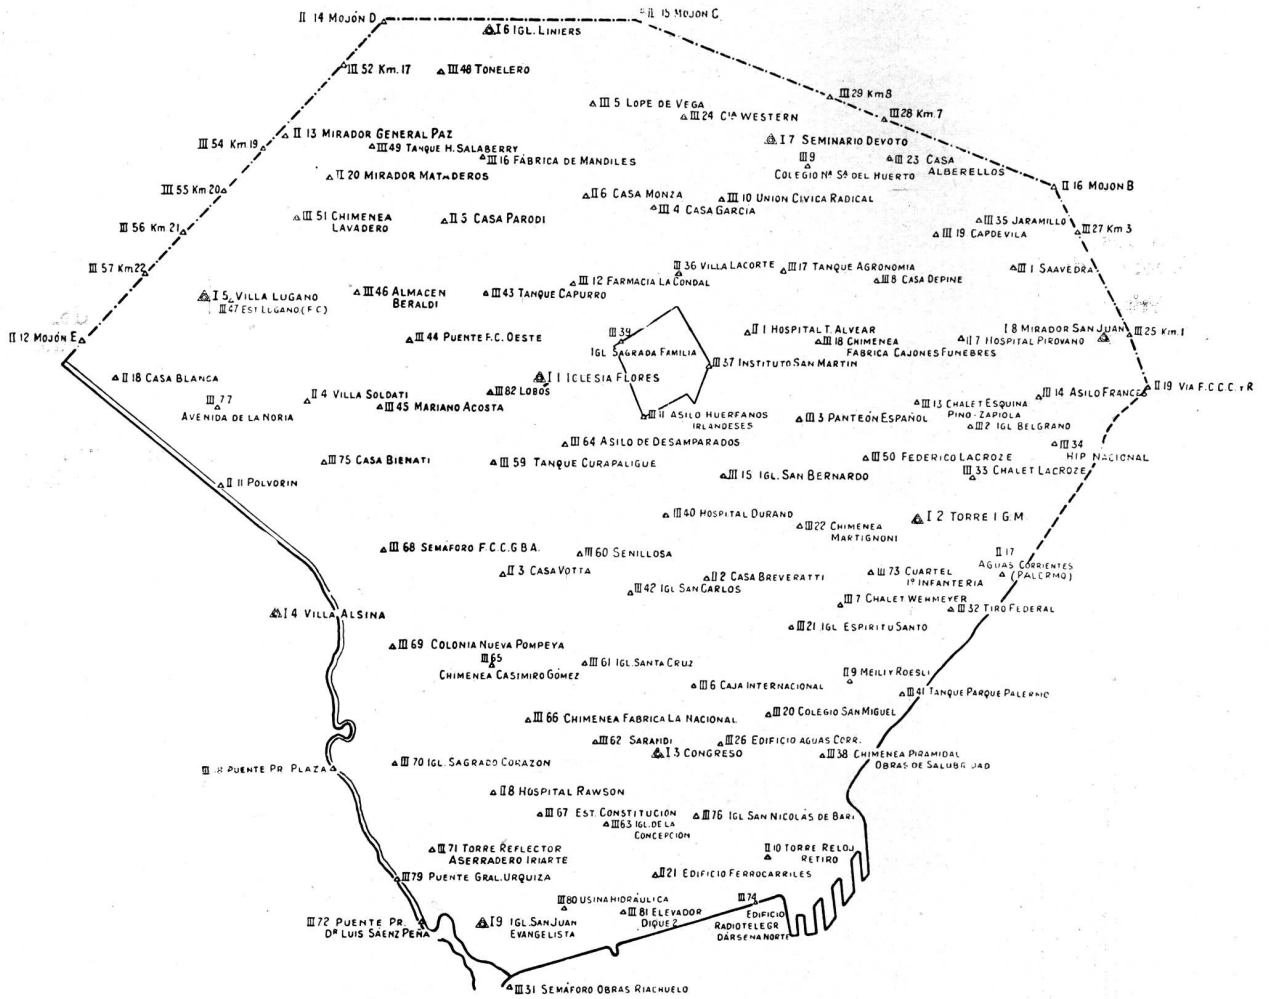 II 14 MOJÓN D
II 15 MOJON C
I 6 IGL. LINIERS
III 52 Km. 17
III 48 TONELERO
III 29 Km 8
III 5 LOPE DE VEGA
III 24 CIA WESTERN
III 28 Km. 7
II 13 MIRADOR GENERAL PAZ
III 54 Km 19
III 49 TANQUE H. SALABERRY
I 7 SEMINARIO DEVOTO
III 16 FÁBRICA DE MANDILES
III 9
COLEGIO Nª Sª DEL HUERTO
III 23 CASA
ALBERELLOS
II 20 MIRADOR MATADEROS
III 55 Km 20
II 16 MOJON B
II 6 CASA MONZA
III 10 UNION CIVICA RADICAL
III 4 CASA GARCIA
III 51 CHIMENEA
LAVADERO
II 5 CASA PARODI
III 35 JARAMILLO
III 56 Km 21
III 19 CAPDEVILA
III 27 Km 3
III 57 Km 22
III 36 VILLA LACORTE
III 17 TANQUE AGRONOMIA
III 1 SAAVEDRA
III 12 FARMACIA LA CONDAL
III 8 CASA DEPINE
I 5 VILLA LUGANO
III 47 EST LUGANO (F C)
III 46 ALMACEN
BERALDI
III 43 TANQUE CAPURRO
II 12 MOJÓN E
III 44 PUENTE F.C. OESTE
III 39
IGL SAGRADA FAMILIA
II 1 HOSPITAL T. ALVEAR
III 18 CHIMENEA
FABRICA CAJONES FUNEBRES
I 8 MIRADOR SAN JUAN
II 7 HOSPITAL PIROVANO
III 25 Km. 1
III 37 INSTITUTO SAN MARTIN
II 18 CASA BLANCA
I 1 IGLESIA FLORES
III 82 LOBOS
II 19 VIA F.C.C.C. Y R
III 14 ASILO FRANCES
II 4 VILLA SOLDATI
III 77
AVENIDA DE LA NORIA
III 45 MARIANO ACOSTA
III 13 CHALET ESQUINA
PINO - ZAPIOLA
III 11 ASILO HUERFANOS
IRLANDESES
III 3 PANTEÓN ESPAÑOL
III 2 IGL BELGRANO
III 64 ASILO DE DESAMPARADOS
III 34
HIP NACIONAL
III 75 CASA BIENATI
III 59 TANQUE CURAPALIGUE
III 50 FEDERICO LACROZE
III 33 CHALET LACROZE
III 15 IGL. SAN BERNARDO
II 11 POLVORIN
III 40 HOSPITAL DURAND
III 22 CHIMENEA
MARTIGNONI
I 2 TORRE I G.M
III 68 SEMÁFORO F.C.C.G B.A.
III 60 SENILLOSA
II 17
AGUAS CORRIENTES
(PALERMO)
II 3 CASA VOTTA
II 2 CASA BREVERATTI
III 73 CUARTEL
1º INFANTERIA
III 42 IGL SAN CARLOS
III 7 CHALET WEHMEYER
III 32 TIRO FEDERAL
I 4 VILLA ALSINA
III 21 IGL ESPIRITU SANTO
III 69 COLONIA NUEVA POMPEYA
III 65
CHIMENEA CASIMIRO GÓMEZ
III 61 IGL. SANTA CRUZ
II 9 MEILI Y ROESLI
III 6 CAJA INTERNACIONAL
III 41 TANQUE PARQUE PALERMO
III 66 CHIMENEA FABRICA LA NACIONAL
III 20 COLEGIO SAN MIGUEL
III 62 SARANDI
III 26 EDIFICIO AGUAS CORR.
I 3 CONGRESO
III 38 CHIMENEA PIRAMIDAL
OBRAS DE SALUBRIDAD
PUENTE PR. PLAZA
III 70 IGL. SAGRADO CORAZON
II 8 HOSPITAL RAWSON
III 67 EST. CONSTITUCIÓN
III 63 IGL. DE LA
CONCEPCIÓN
III 76 IGL SAN NICOLÁS DE BARI
III 71 TORRE REFLECTOR
ASERRADERO IRIARTE
II 10 TORRE RELOJ
RETIRO
III 79 PUENTE GRAL. URQUIZA
II 21 EDIFICIO FERROCARRILES
III 80 USINA HIDRÁULICA
III 81 ELEVADOR
DIQUE 2
III 74
EDIFICIO
RADIOTELEGR
DÁRSENA NORTE
III 72 PUENTE PR.
DR LUIS SÁENZ PEÑA
I 9 IGL. SAN JUAN
EVANGELISTA
III 31 SEMÁFORO OBRAS RIACHUELO